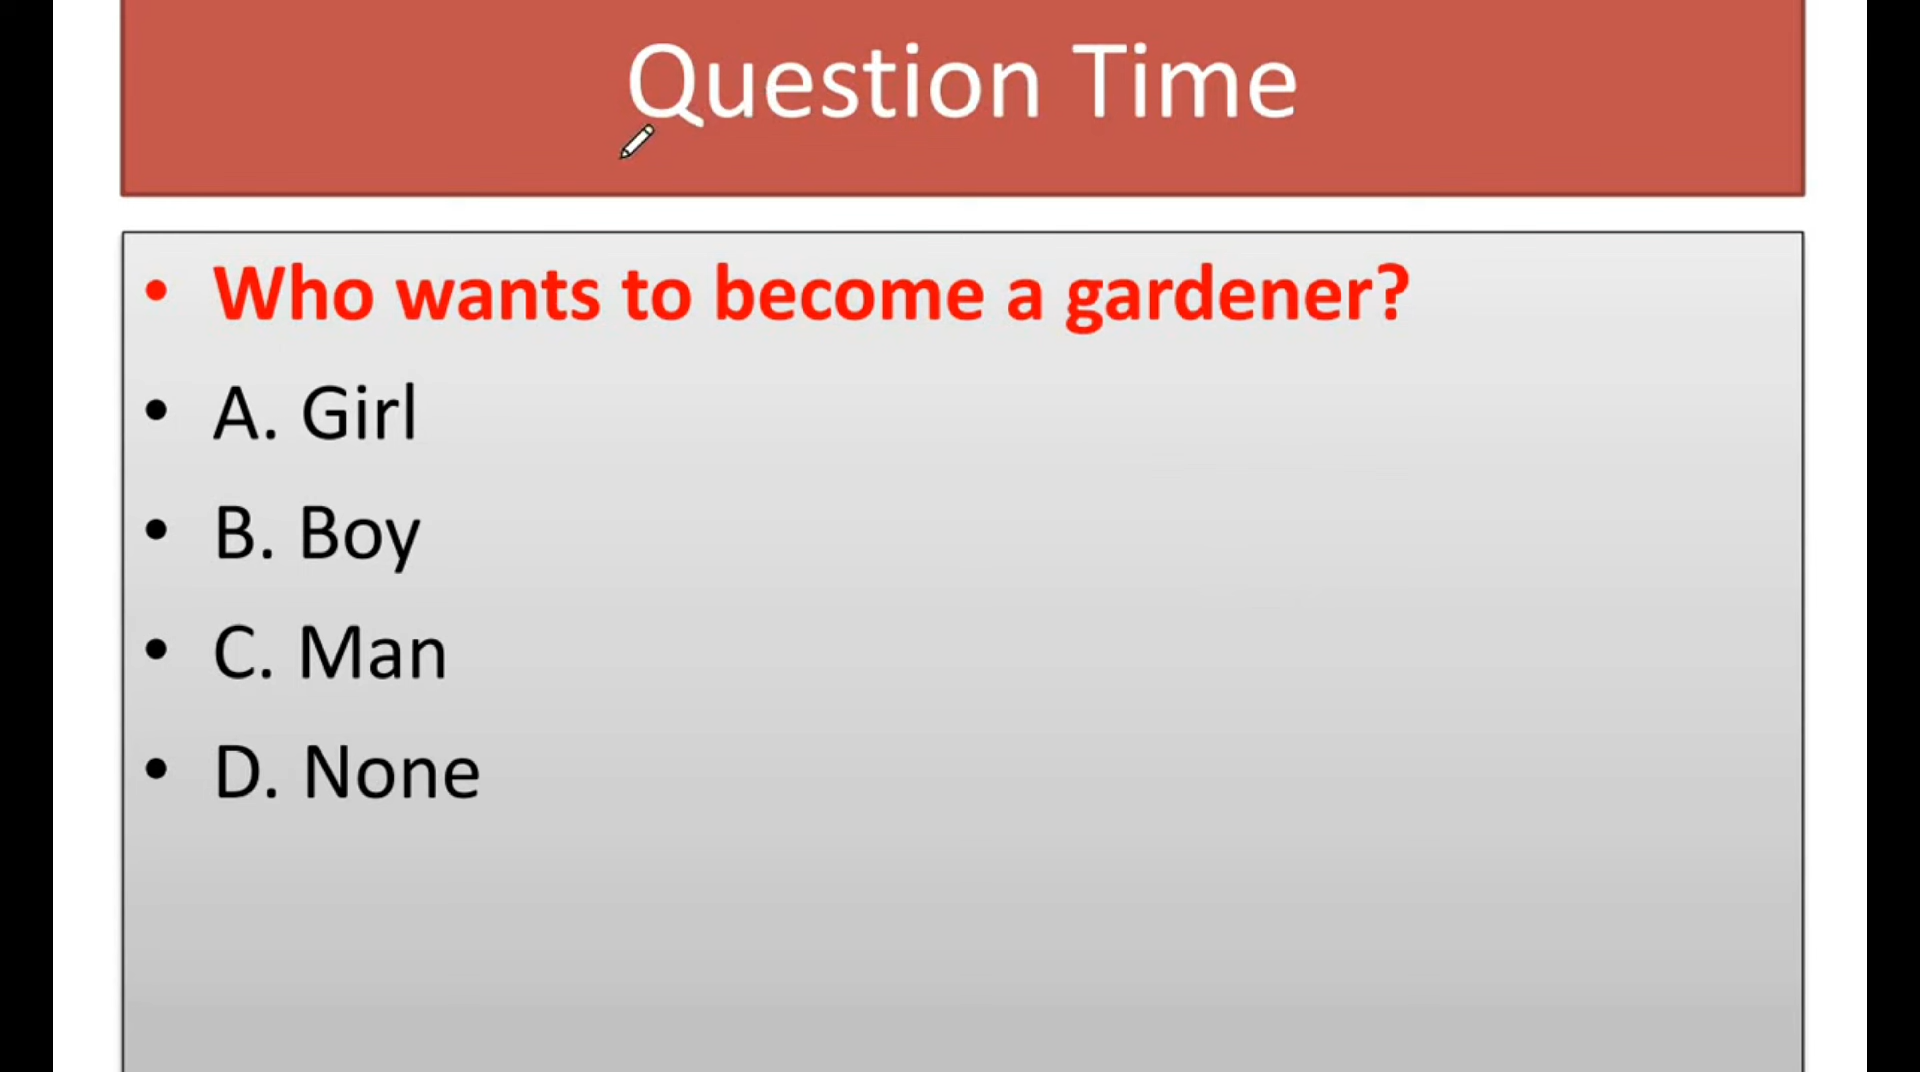 Question Time
• Who wants to become a gardener?
• A. Girl
• B. Boy
• C. Man
• D. None